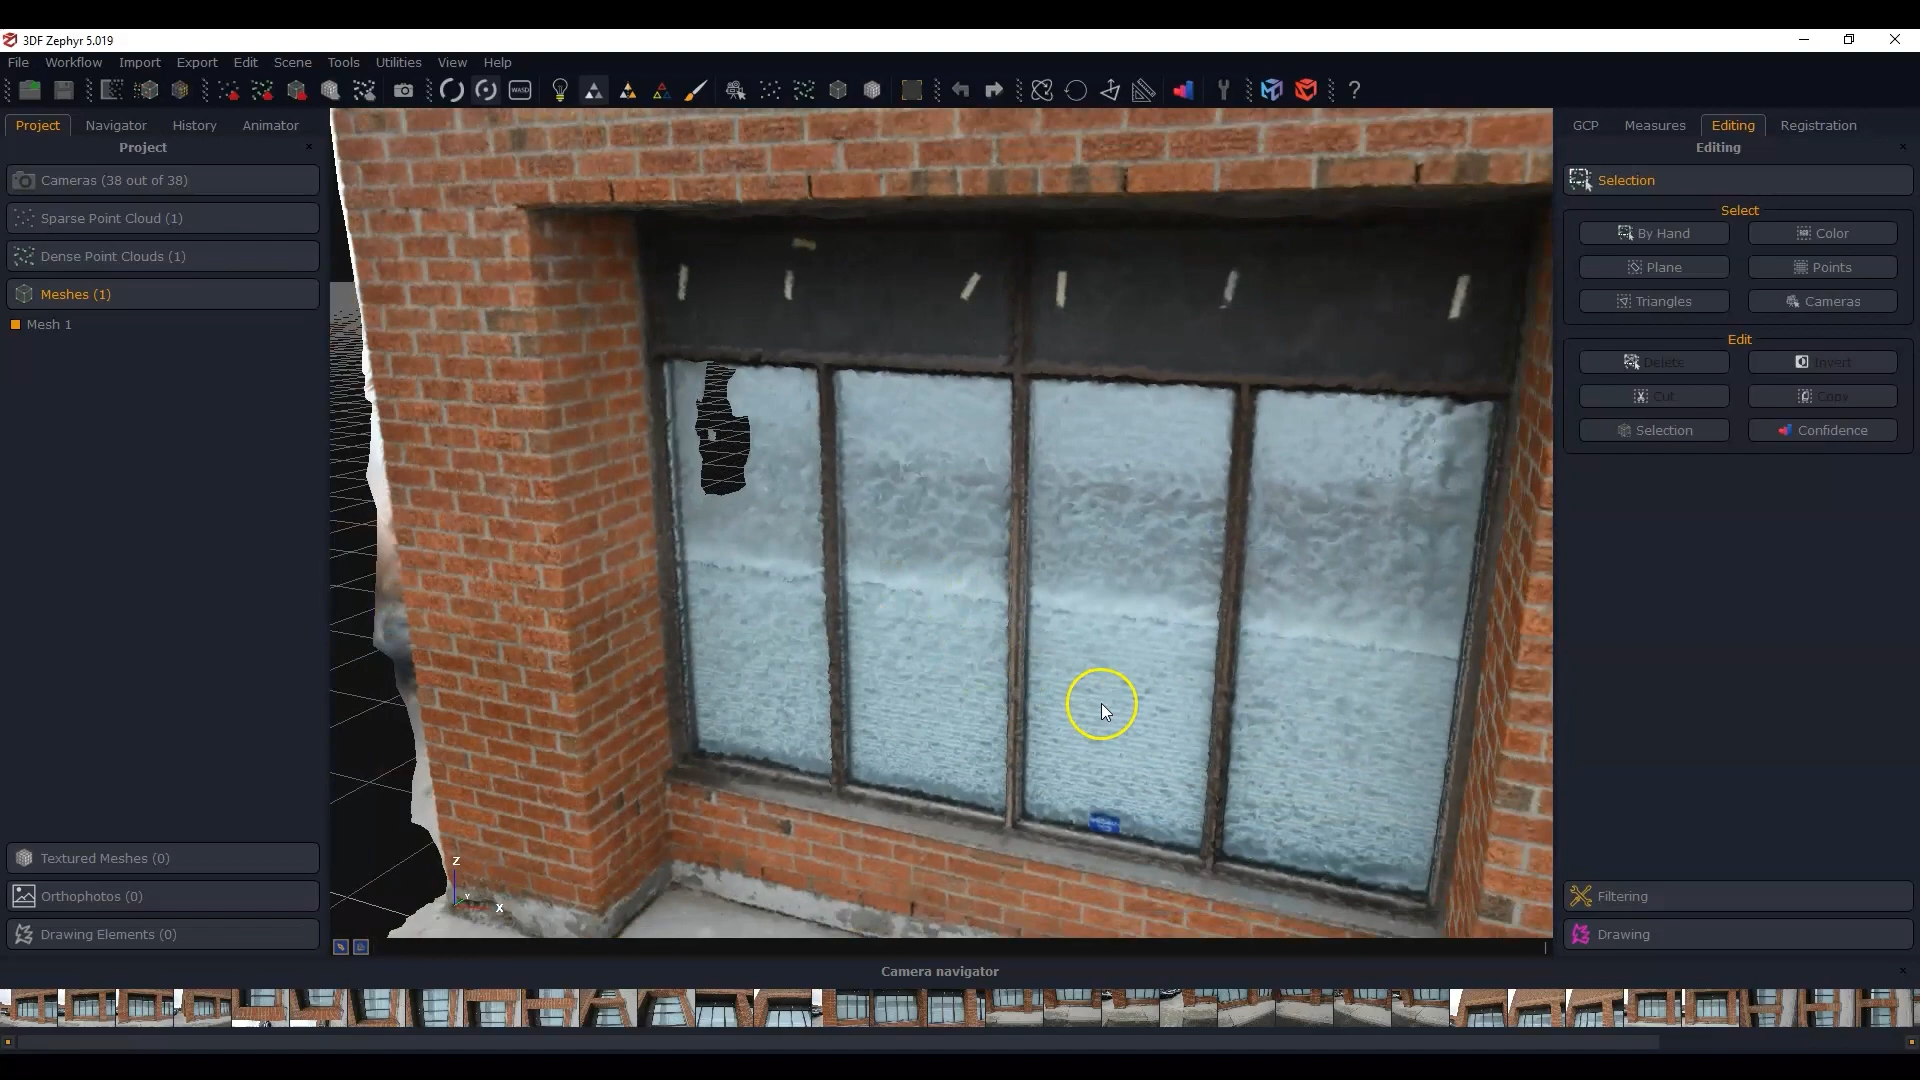 3DF Zephyr 5.019
File Workflow Import Export Edit Scene Tools Utilities View Help
WASD
?
Project Navigator History Animator
Project
Cameras (38 out of 38)
Sparse Point Cloud (1)
Dense Point Clouds (1)
Meshes (1)
Mesh 1
Textured Meshes (0)
Orthophotos (0)
Drawing Elements (0)
Z
Y
X
GCP Measures Editing Registration
Editing
Selection
Select
By Hand Color
Plane Points
Triangles Cameras
Edit
Delete Invert
Cut Copy
Selection Confidence
Filtering
Drawing
Camera navigator